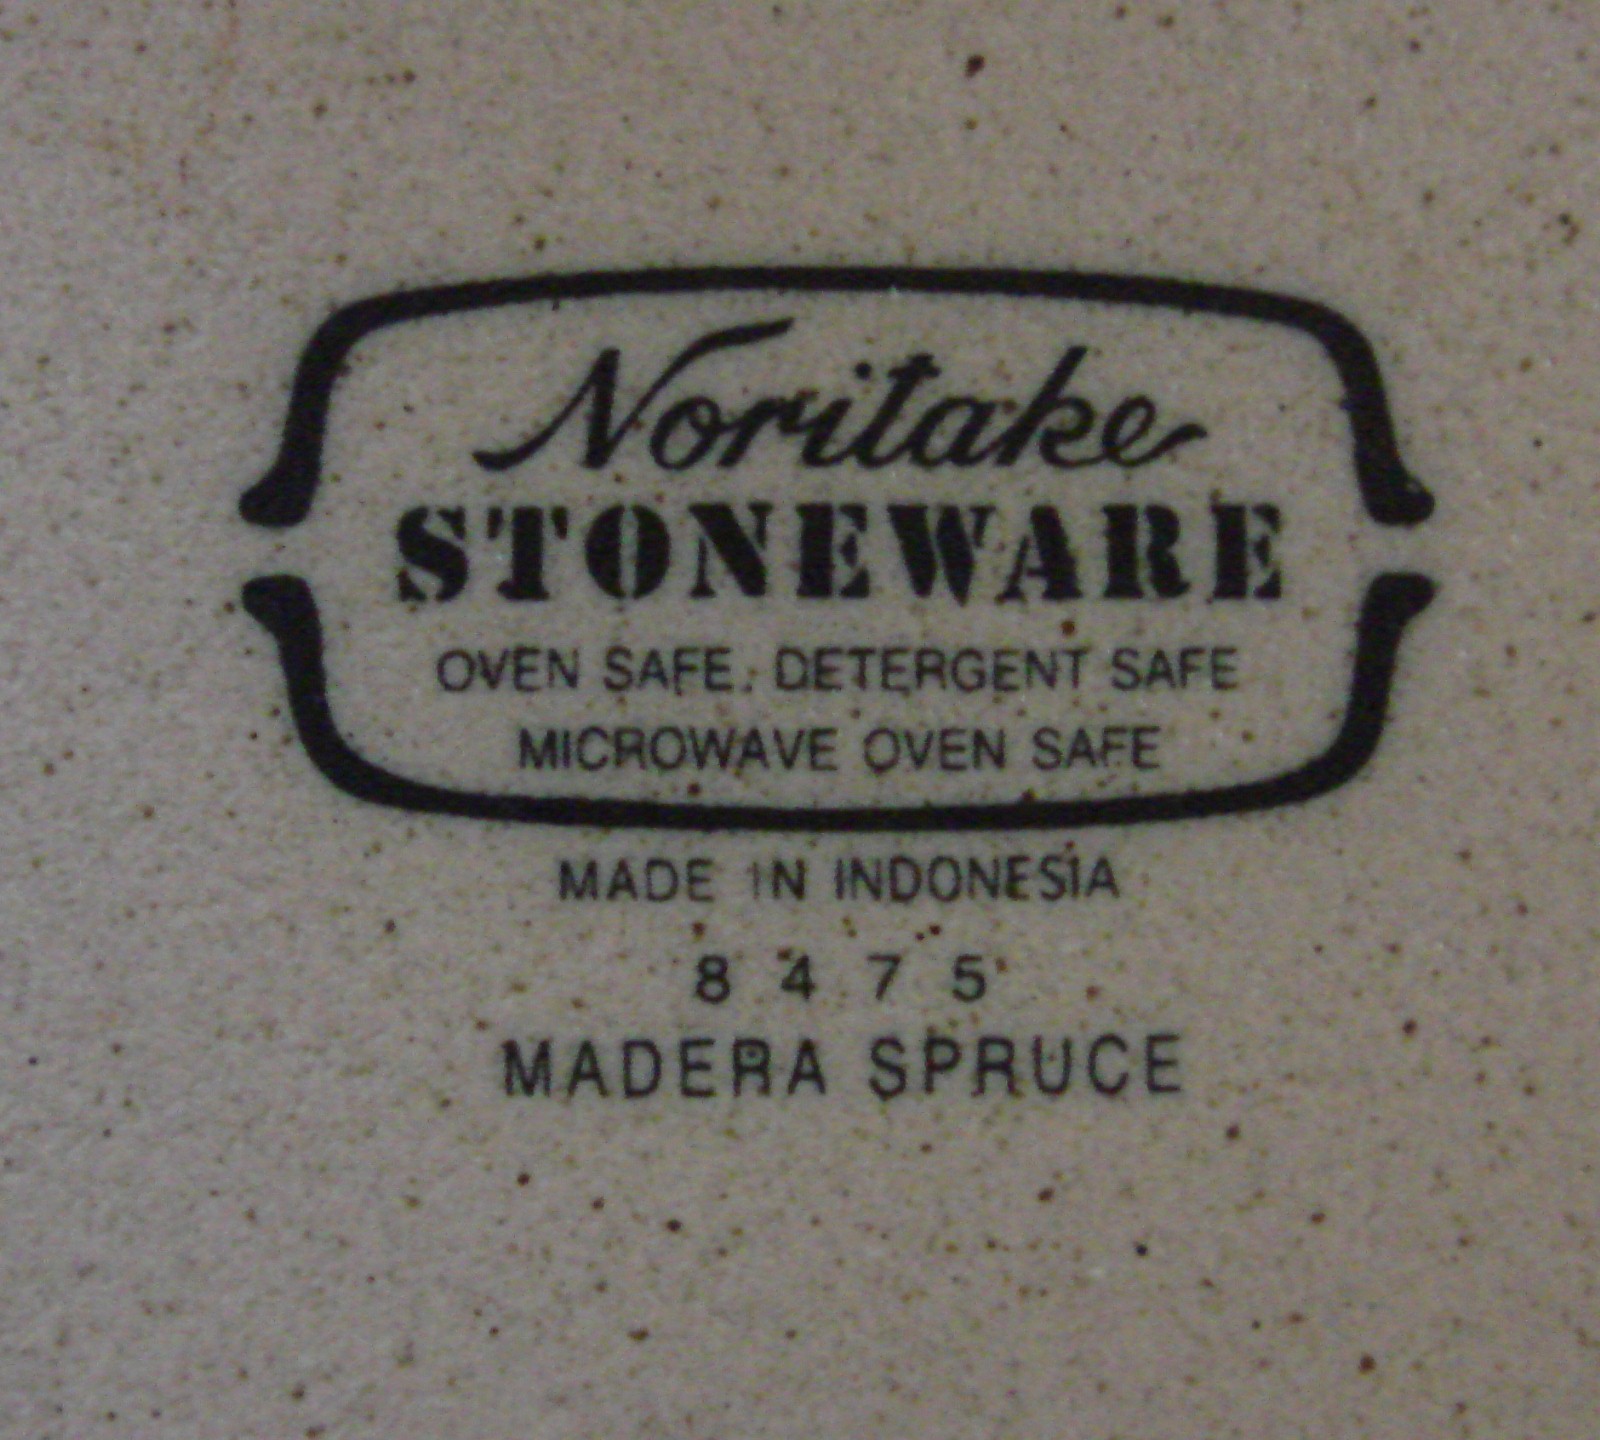 Noritake
STONEWARE
OVEN SAFE. DETERGENT SAFE
MICROWAVE OVEN SAFE
MADE IN INDONESIA
8 4 7 5
MADERA SPRUCE